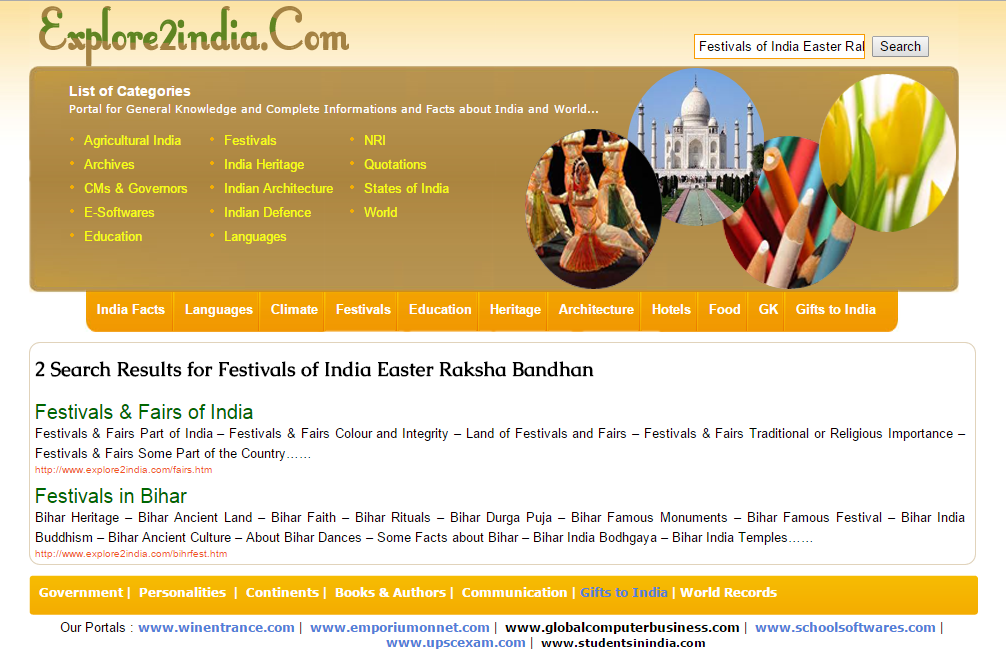 Explore2india.Com
Festivals of India Easter Ral
Search
List of Categories
Portal for General Knowledge and Complete Informations and Facts about India and World...
Agricultural India
Archives
CMs & Governors
E-Softwares
Education
Festivals
India Heritage
Indian Architecture
Indian Defence
Languages
NRI
Quotations
States of India
World
India Facts Languages Climate Festivals Education Heritage Architecture Hotels Food GK Gifts to India
2 Search Results for Festivals of India Easter Raksha Bandhan
Festivals & Fairs of India
Festivals & Fairs Part of India – Festivals & Fairs Colour and Integrity – Land of Festivals and Fairs – Festivals & Fairs Traditional or Religious Importance –
Festivals & Fairs Some Part of the Country……
http://www.explore2india.com/fairs.htm
Festivals in Bihar
Bihar Heritage – Bihar Ancient Land – Bihar Faith – Bihar Rituals – Bihar Durga Puja – Bihar Famous Monuments – Bihar Famous Festival – Bihar India
Buddhism – Bihar Ancient Culture – About Bihar Dances – Some Facts about Bihar – Bihar India Bodhgaya – Bihar India Temples……
http://www.explore2india.com/bihrfest.htm
Government | Personalities | Continents | Books & Authors | Communication | Gifts to India | World Records
Our Portals : www.winentrance.com | www.emporiumonnet.com | www.globalcomputerbusiness.com | www.schoolsoftwares.com |
www.upscexam.com | www.studentsinindia.com